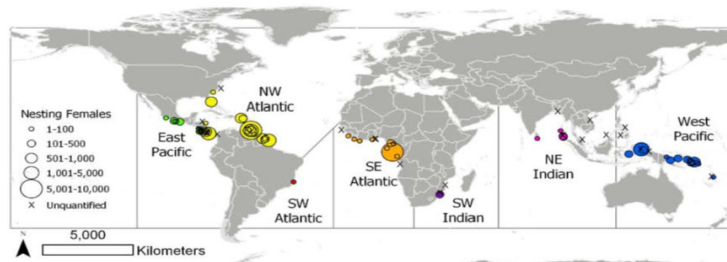 Nesting Females
1-100
101-500
501-1,000
1,001-5,000
5,001-10,000
X Unquantified
NW
Atlantic
East
Pacific
SW
Atlantic
SE
Atlantic
SW
Indian
NE
Indian
West
Pacific
N
5,000
Kilometers